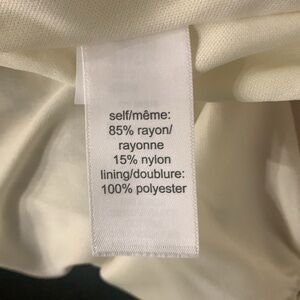 self/même:
85% rayon/
rayonne
15% nylon
lining/doublure:
100% polyester